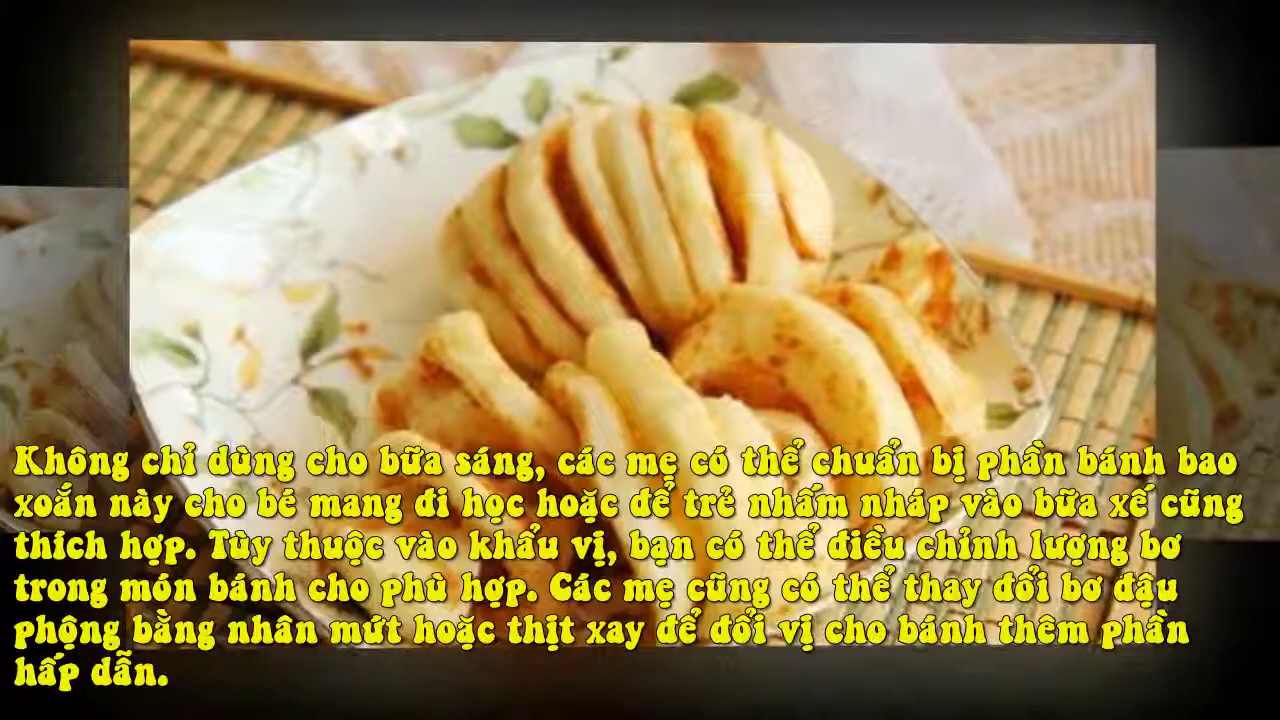 Không chỉ dùng cho bữa sáng, các mẹ có thể chuẩn bị phần bánh bao
xoắn này cho bé mang đi học hoặc để trẻ nhấm nháp vào bữa xế cũng
thích hợp. Tùy thuộc vào khẩu vị, bạn có thể điều chỉnh lượng bơ
trong món bánh cho phù hợp. Các mẹ cũng có thể thay đổi bơ đậu
phộng bằng nhân mứt hoặc thịt xay để đổi vị cho bánh thêm phần
hấp dẫn.